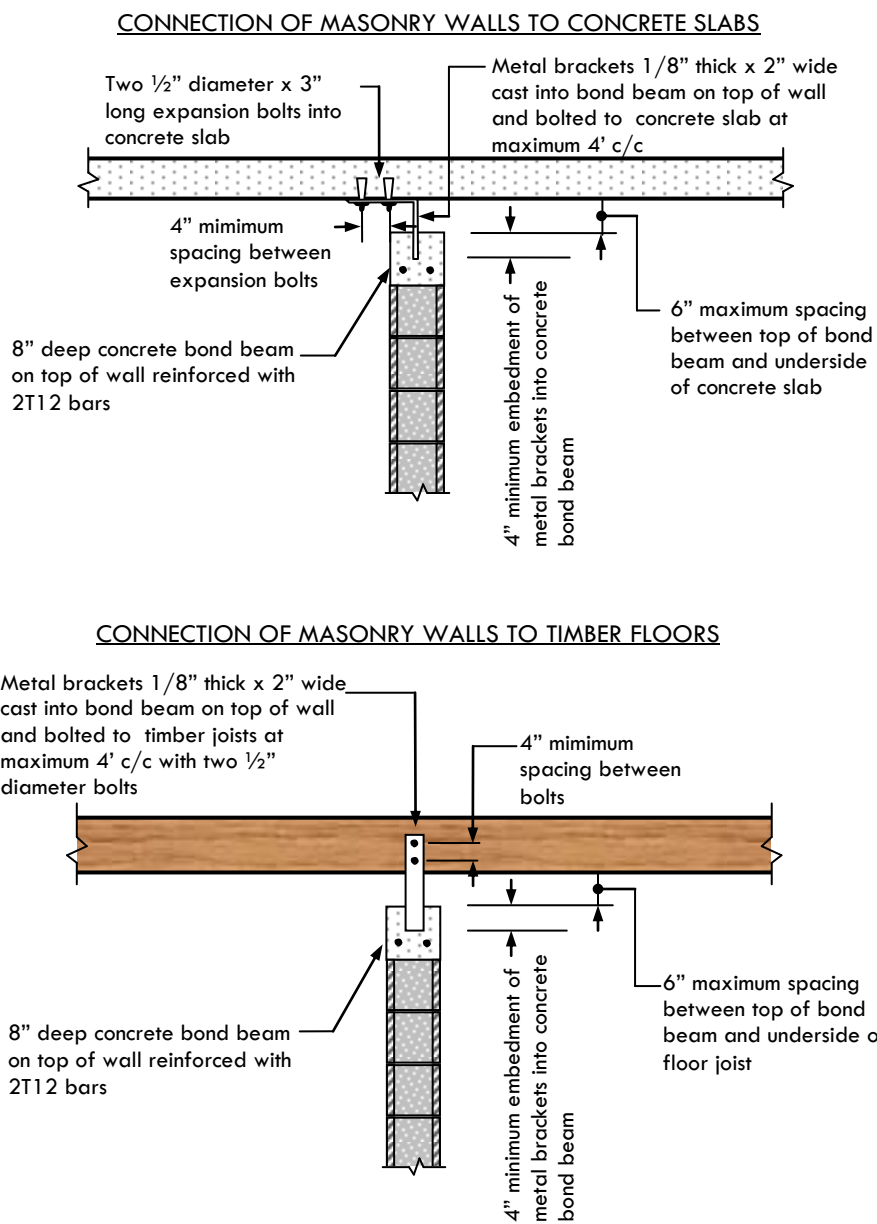 CONNECTION OF MASONRY WALLS TO CONCRETE SLABS
Two ½” diameter x 3”
long expansion bolts into
concrete slab
Metal brackets 1/8” thick x 2” wide
cast into bond beam on top of wall
and bolted to concrete slab at
maximum 4’ c/c
4” mimimum
spacing between
expansion bolts
8” deep concrete bond beam
on top of wall reinforced with
2T12 bars
4” minimum embedment of
metal brackets into concrete
bond beam
6” maximum spacing
between top of bond
beam and underside
of concrete slab
CONNECTION OF MASONRY WALLS TO TIMBER FLOORS
Metal brackets 1/8” thick x 2” wide
cast into bond beam on top of wall
and bolted to timber joists at
maximum 4’ c/c with two ½”
diameter bolts
4” mimimum
spacing between
bolts
8” deep concrete bond beam
on top of wall reinforced with
2T12 bars
4” minimum embedment of
metal brackets into concrete
bond beam
6” maximum spacing
between top of bond
beam and underside o
floor joist